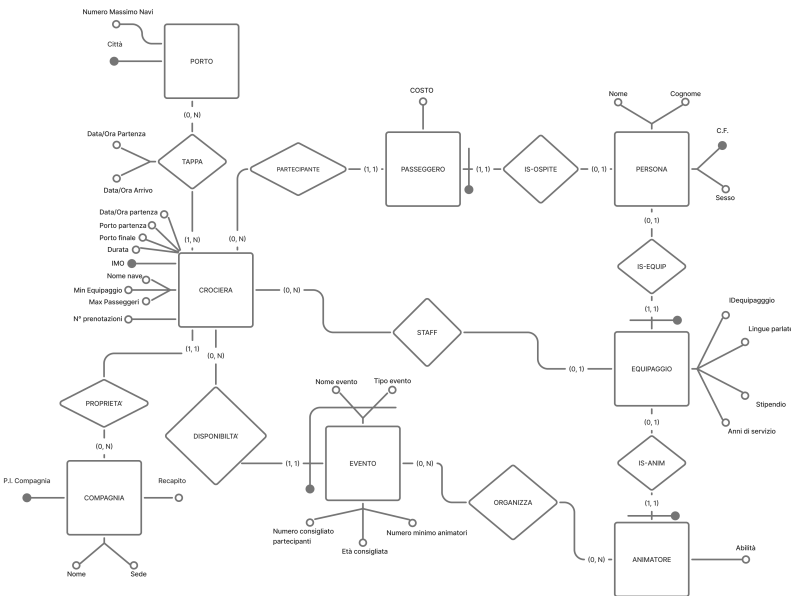 Numero Massimo Navi
Città
PORTO
(0, N)
Data/Ora Partenza
TAPPA
Data/Ora Arrivo
(1, N)
COSTO
PARTECIPANTE
(1, 1)
PASSEGGERO
(1, 1)
IS-OSPITE
(0, 1)
Nome
Cognome
C.F.
PERSONA
Sesso
(0, N)
(0, 1)
Data/Ora partenza
Porto partenza
Porto finale
Durata
IMO
Nome nave
Min Equipaggio
Max Passeggeri
N° prenotazioni
CROCIERA
(0, N)
STAFF
(0, 1)
IS-EQUIP
(1, 1)
IDequipagggio
Lingue parlate
EQUIPAGGIO
Stipendio
Anni di servizio
(1, 1)
(0, N)
PROPRIETA'
DISPONIBILTA'
(0, N)
(1, 1)
Nome evento
Tipo evento
EVENTO
(0, N)
ORGANIZZA
(0, N)
(0, 1)
IS-ANIM
(1, 1)
P.I. Compagnia
COMPAGNIA
Recapito
Nome
Sede
Numero consigliato
partecipanti
Età consigliata
Numero minimo animatori
ANIMATORE
Abilità